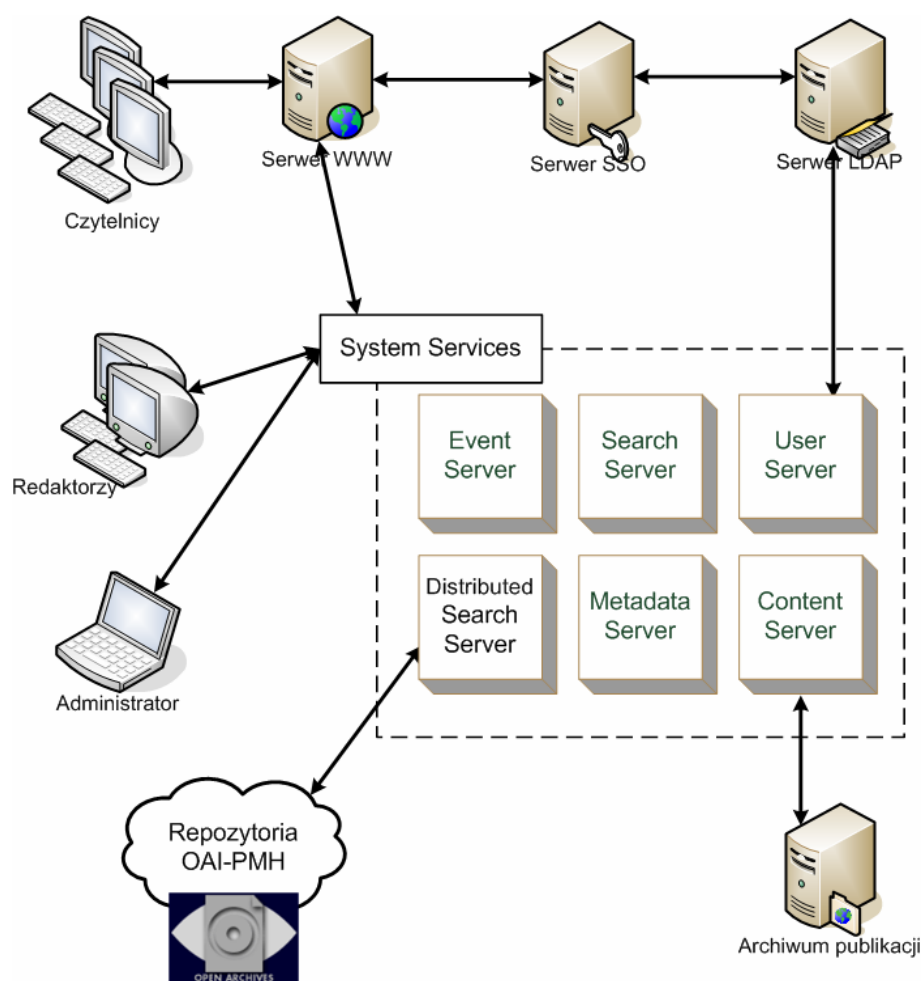 Serwer WWW
Serwer SSO
Serwer LDAP
Czytelnicy
System Services
Event
Server
Search
Server
User
Server
Redaktorzy
Distributed
Search
Server
Metadata
Server
Content
Server
Administrator
Repozytoria
OAI-PMH
OPEN ARCHIVES
Archiwum publikacji